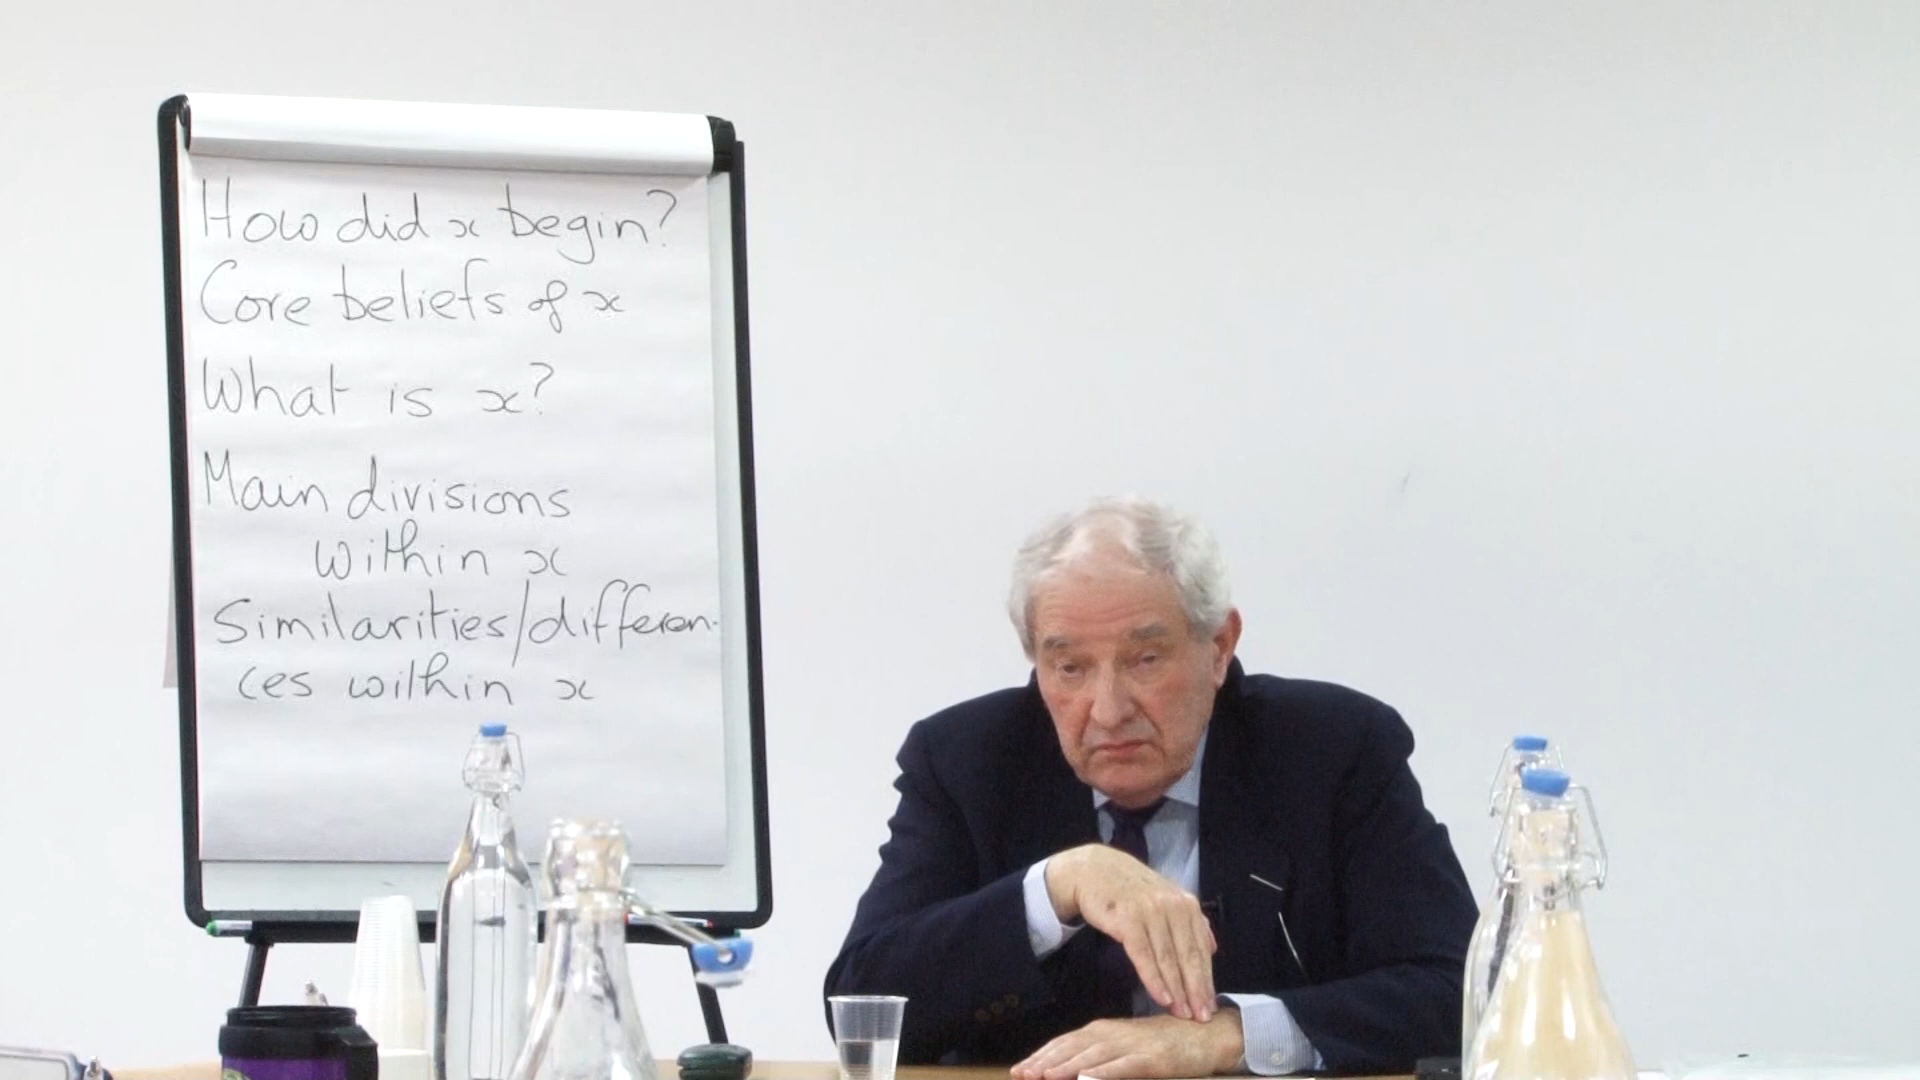 How did x begin?
Core beliefs of x
What is x?
Main divisions
within x
Similarities/differen-
ces within x